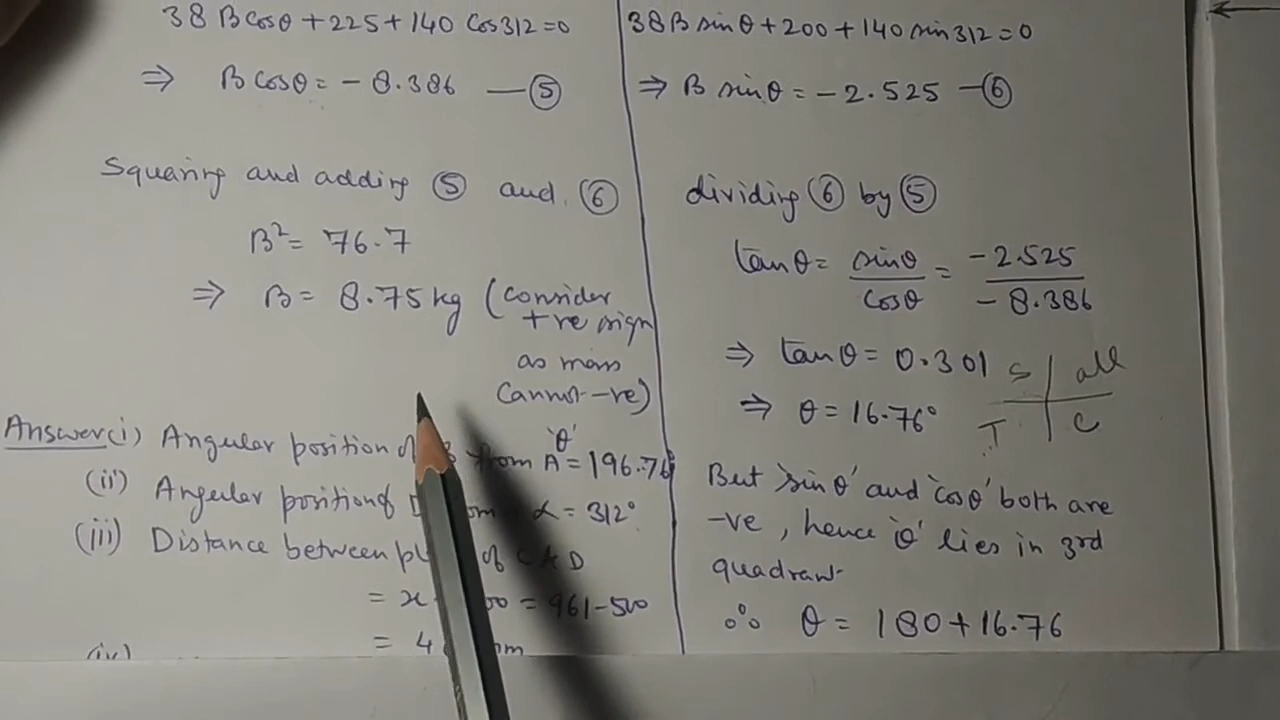 38 B cosθ + 225 + 140 cos 312 = 0
⇒ B cosθ = - 8.386 — ⑤
Squaring and adding ⑤ and ⑥
B² = 76.7
⇒ B = 8.75 kg (consider
+ve sign
as mass
cannot -ve)
Answer (i) Angular position of from A 'θ' = 196.76°
(ii) Angular position of α = 312°
(iii) Distance between of C & D
= 961 - 500
=
(iv)
38 B sinθ + 200 + 140 sin 312 = 0
⇒ B sinθ = - 2.525 — ⑥
dividing ⑥ by ⑤
tanθ = sinθ / cosθ = -2.525 / -8.386
⇒ tanθ = 0.301
S | all
T | C
⇒ θ = 16.76°
But 'sinθ' and 'cosθ' both are
-ve, hence 'θ' lies in 3rd
quadrant
∴ θ = 180 + 16.76